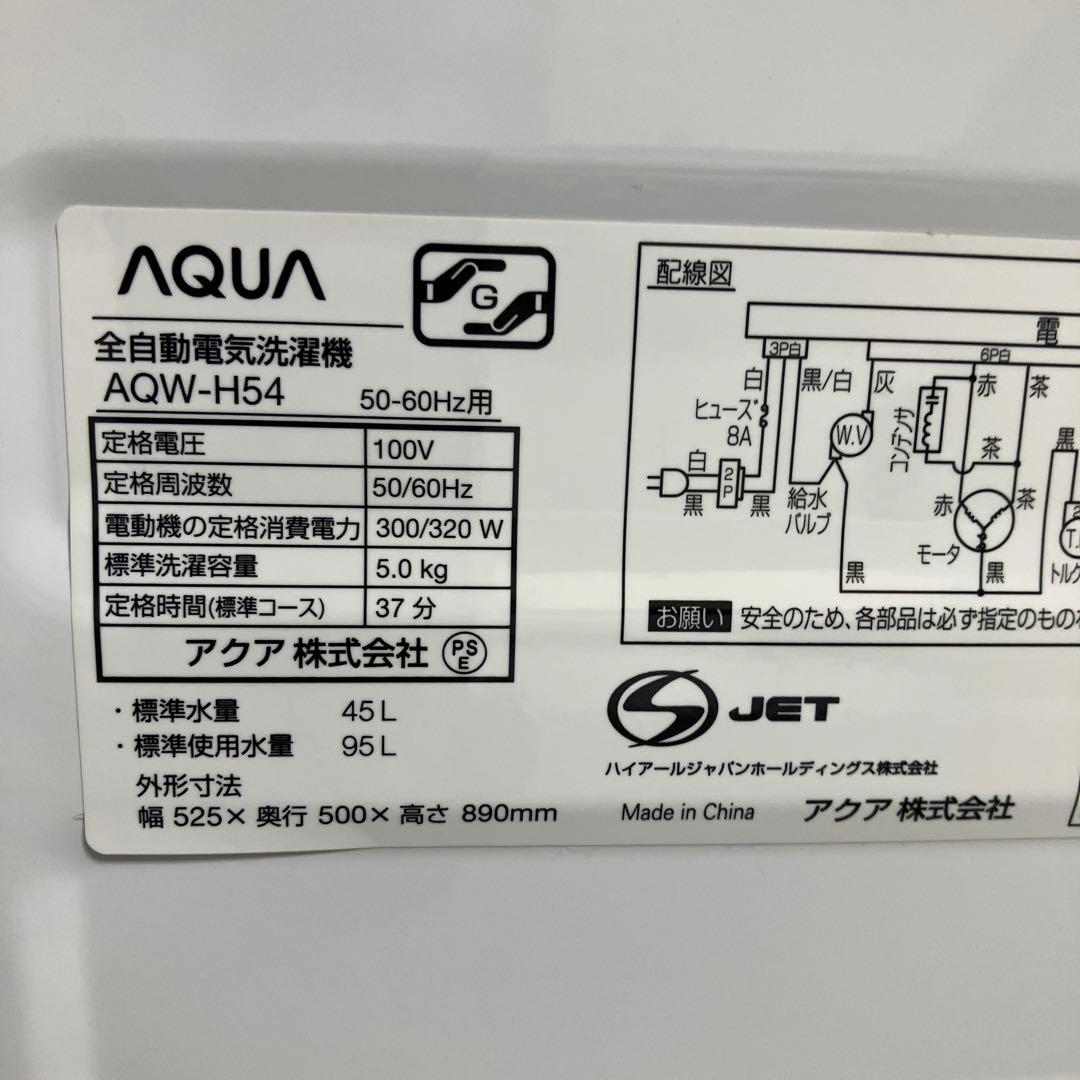 AQUA
G
全自動電気洗濯機
AQW-H54 50-60Hz用
定格電圧 100V
定格周波数 50/60Hz
電動機の定格消費電力 300/320 W
標準洗濯容量 5.0 kg
定格時間(標準コース) 37 分
アクア 株式会社 PSE
・標準水量 45L
・標準使用水量 95L
外形寸法
幅 525× 奥行 500× 高さ 890mm
配線図
電
3P白
6P白
白
黒/白
灰
赤
茶
ヒューズ
8A
W.V
コンデンサ
茶
黒
白
2P
黒
黒
給水
バルブ
赤
茶
モータ
黒
黒
お願い 安全のため、各部品は必ず指定のもの
JET
ハイアールジャパンホールディングス株式会社
Made in China アクア 株式会社